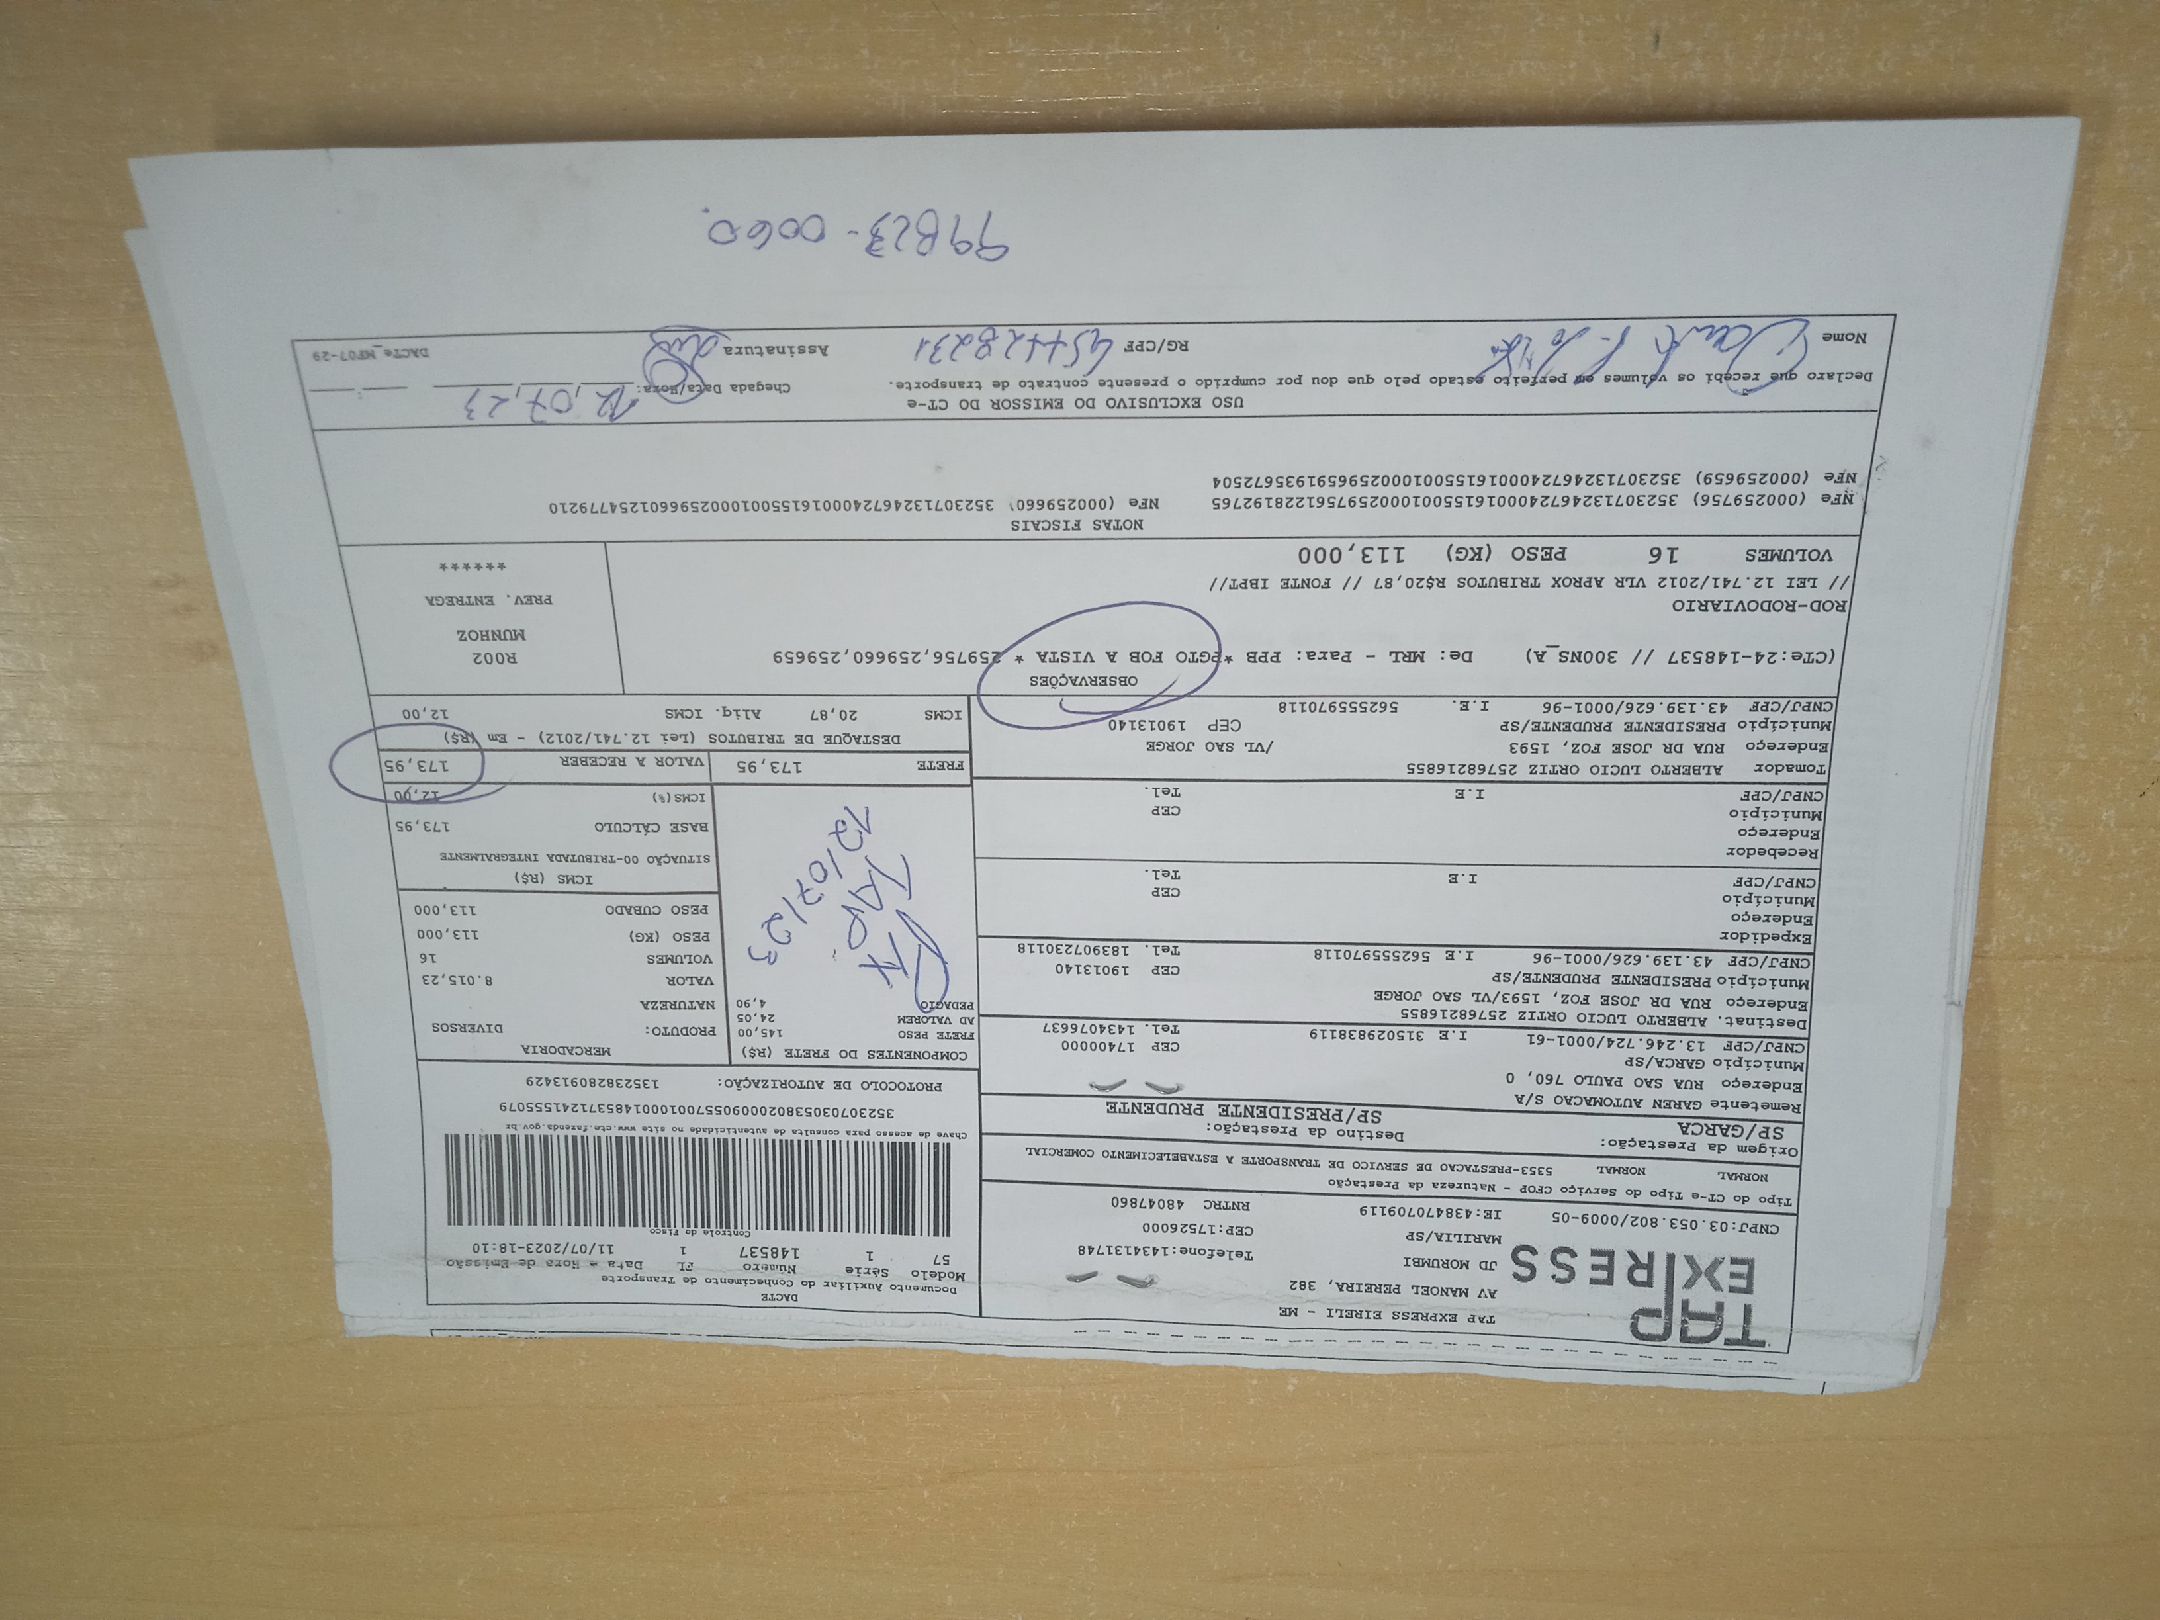 TAP
EXPRESS
TAP EXPRESS EIRELI - ME
AV MANOEL PEREIRA, 382
JD MORUMBI
Telefone:1434131748
MARILIA/SP
CEP:17526000
CNPJ:03.053.802/0009-05 IE:438470709119 RNTRC 48047860
DACTE
Documento Auxiliar do Conhecimento de Transporte
Modelo Série Número FL Data e Hora de Emissão
57 1 148537 1 11/07/2023-18:10
Controle do Fisco
Chave de acesso para consulta de autenticidade no site www.cte.fazenda.gov.br
35230703053802000905570010001485371241555079
PROTOCOLO DE AUTORIZAÇÃO: 135238280913429
Tipo do CT-e Tipo do Serviço CFOP - Natureza da Prestação
NORMAL NORMAL 5353-PRESTACAO DE SERVICO DE TRANSPORTE A ESTABELECIMENTO COMERCIAL
Origem da Prestação: Destino da Prestação:
SP/GARCA SP/PRESIDENTE PRUDENTE
Remetente GAREN AUTOMACAO S/A
Endereço RUA SAO PAULO 760, 0
Município GARCA/SP CEP 17400000
CNPJ/CPF 13.246.724/0001-61 I.E 315029838119 Tel. 1434076637
Destinat. ALBERTO LUCIO ORTIZ 25768216855
Endereço RUA DR JOSE FOZ, 1593/VL SAO JORGE
Município PRESIDENTE PRUDENTE/SP CEP 19013140
CNPJ/CPF 43.139.626/0001-96 I.E 562555970118 Tel. 183907230118
Expedidor
Endereço
Município CEP
CNPJ/CPF I.E Tel.
Recebedor
Endereço
Município CEP
CNPJ/CPF I.E Tel.
Tomador ALBERTO LUCIO ORTIZ 25768216855
Endereço RUA DR JOSE FOZ, 1593 /VL SAO JORGE
Município PRESIDENTE PRUDENTE/SP CEP 19013140
CNPJ/CPF 43.139.626/0001-96 I.E. 562555970118
COMPONENTES DO FRETE (R$)
FRETE PESO 145,00
AD VALOREM 24,05
PEDAGIO 4,90
TAP
12/07/23
MERCADORIA
PRODUTO: DIVERSOS
NATUREZA
VALOR 8.015,23
VOLUMES 16
PESO (KG) 113,000
PESO CUBADO 113,000
ICMS (R$)
SITUAÇÃO 00-TRIBUTADA INTEGRALMENTE
BASE CÁLCULO 173,95
ICMS(%) 12,00
FRETE 173,95 VALOR A RECEBER 173,95
DESTAQUE DE TRIBUTOS (Lei 12.741/2012) - Em (R$)
ICMS 20,87 Aliq. ICMS 12,00
OBSERVAÇÕES
(CTe:24-148537 // 300NS_A) De: MRL - Para: PPB *PGTO FOB A VISTA * 259756,259660,259659
ROD-RODOVIARIO
// LEI 12.741/2012 VLR APROX TRIBUTOS R$20,87 // FONTE IBPT//
VOLUMES 16 PESO (KG) 113,000
R002
MUNHOZ
PREV. ENTREGA
******
NOTAS FISCAIS
NFe (000259756) 35230713246724000161550010002597561228192765 NFe (000259660) 35230713246724000161550010002596601254779210
NFe (000259659) 35230713246724000161550010002596591935672504
USO EXCLUSIVO DO EMISSOR DO CT-e
Declaro que recebi os volumes em perfeito estado pelo que dou por cumprido o presente contrato de transporte.
Chegada Data/Hora: 12,07,23
Nome RG/CPF Assinatura
DACTe_MF07-29